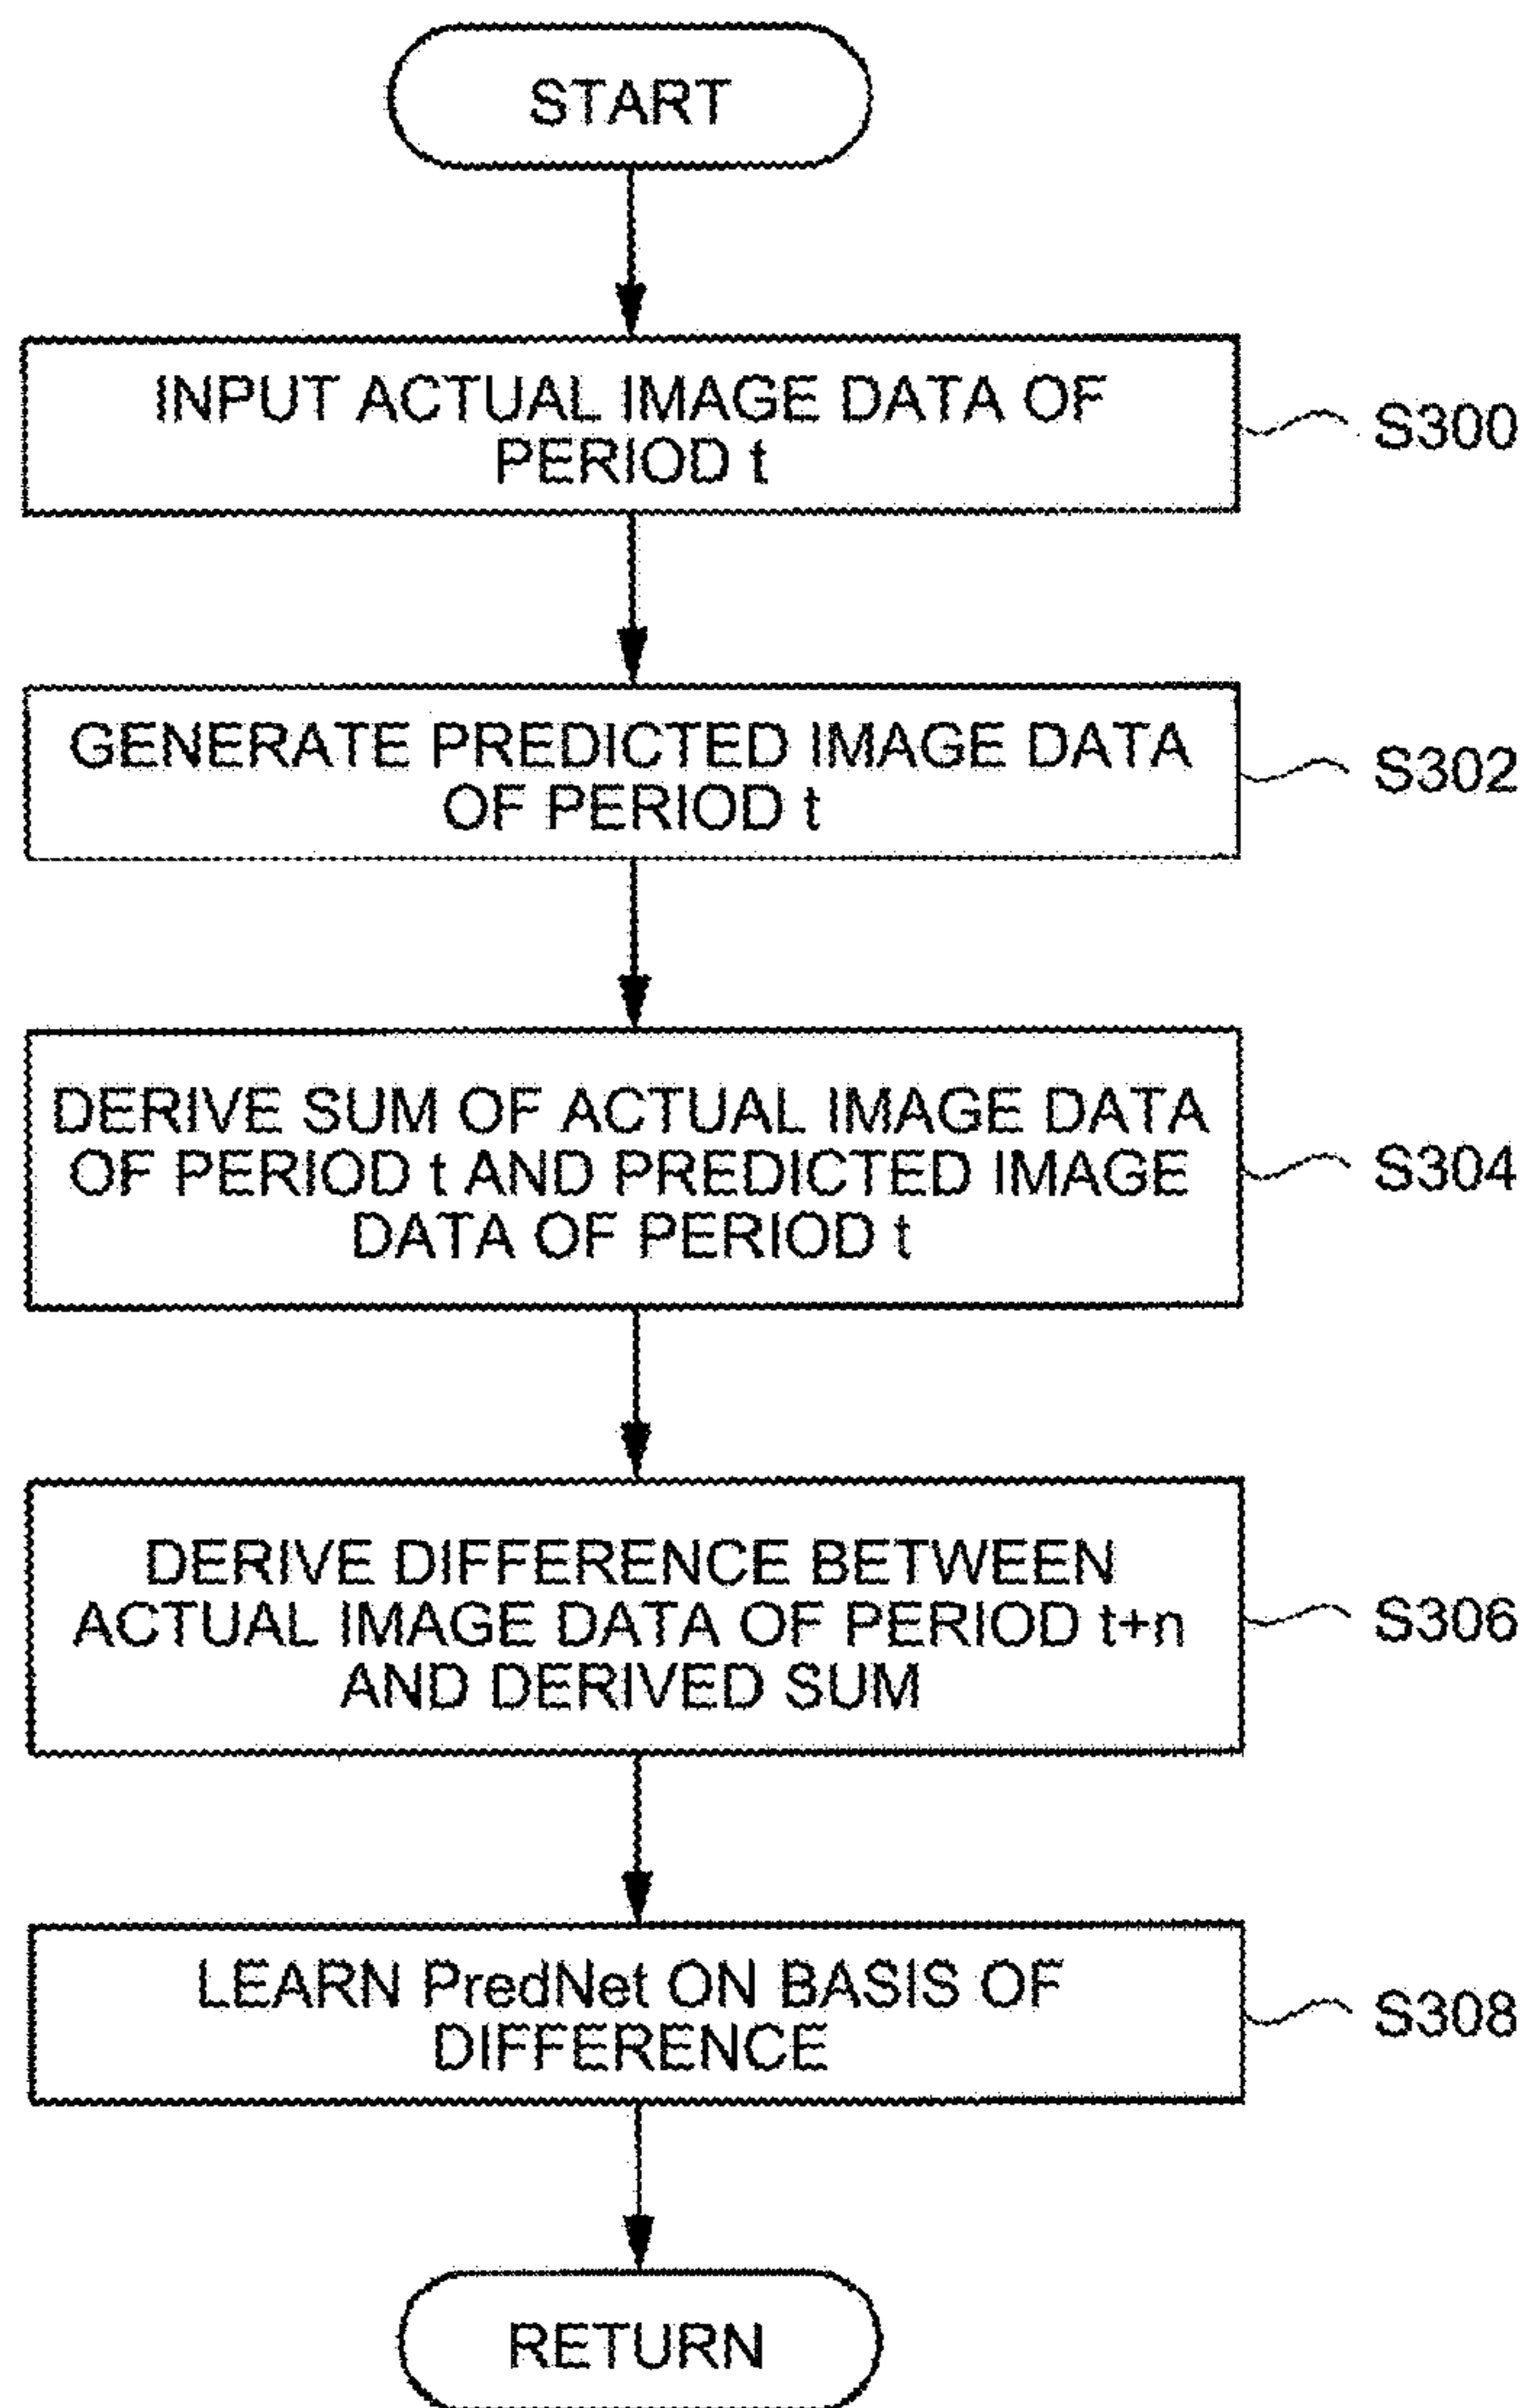 START
INPUT ACTUAL IMAGE DATA OF
PERIOD t
S300
GENERATE PREDICTED IMAGE DATA
OF PERIOD t
S302
DERIVE SUM OF ACTUAL IMAGE DATA
OF PERIOD t AND PREDICTED IMAGE
DATA OF PERIOD t
S304
DERIVE DIFFERENCE BETWEEN
ACTUAL IMAGE DATA OF PERIOD t+n
AND DERIVED SUM
S306
LEARN PredNet ON BASIS OF
DIFFERENCE
S308
RETURN